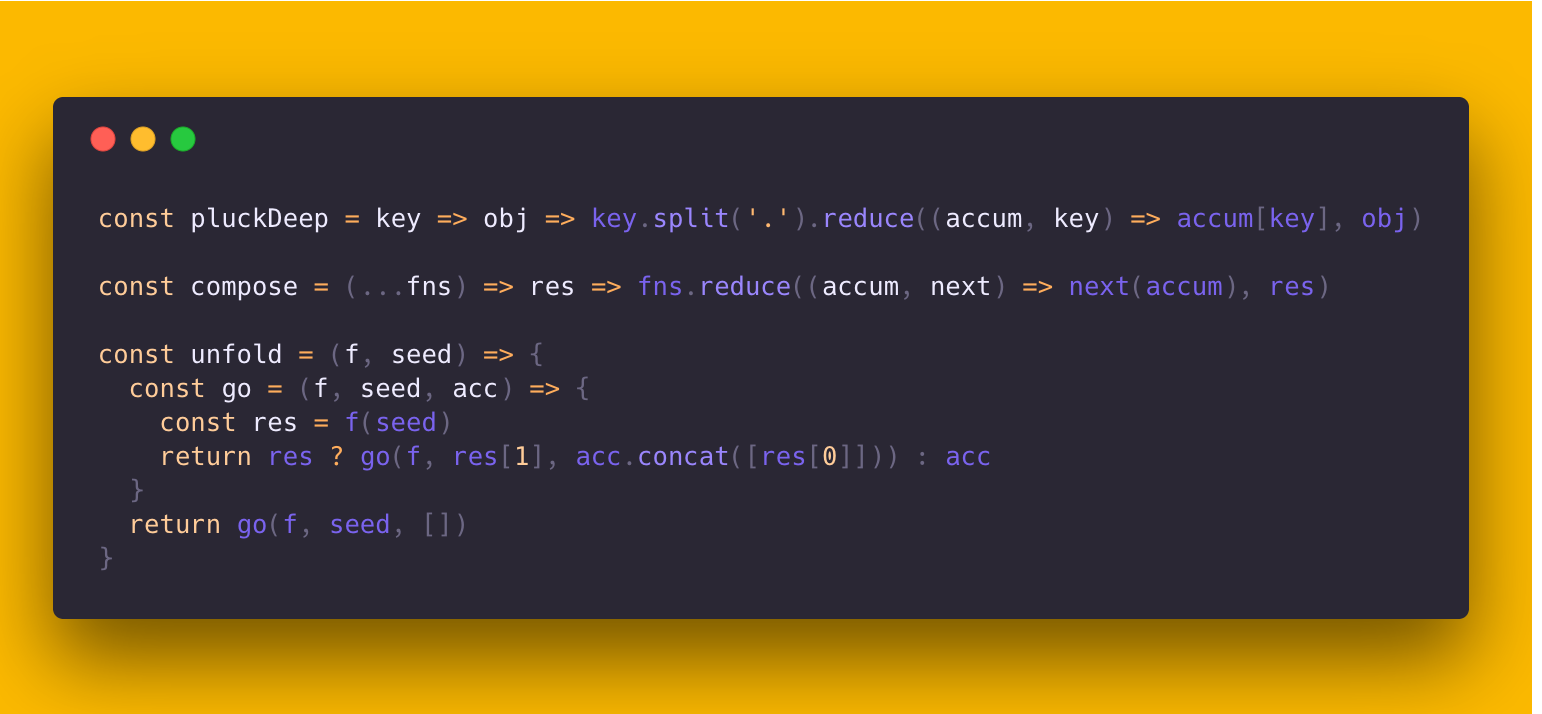 const pluckDeep = key => obj => key.split('.').reduce((accum, key) => accum[key], obj)

const compose = (...fns) => res => fns.reduce((accum, next) => next(accum), res)

const unfold = (f, seed) => {
  const go = (f, seed, acc) => {
    const res = f(seed)
    return res ? go(f, res[1], acc.concat([res[0]])) : acc
  }
  return go(f, seed, [])
}